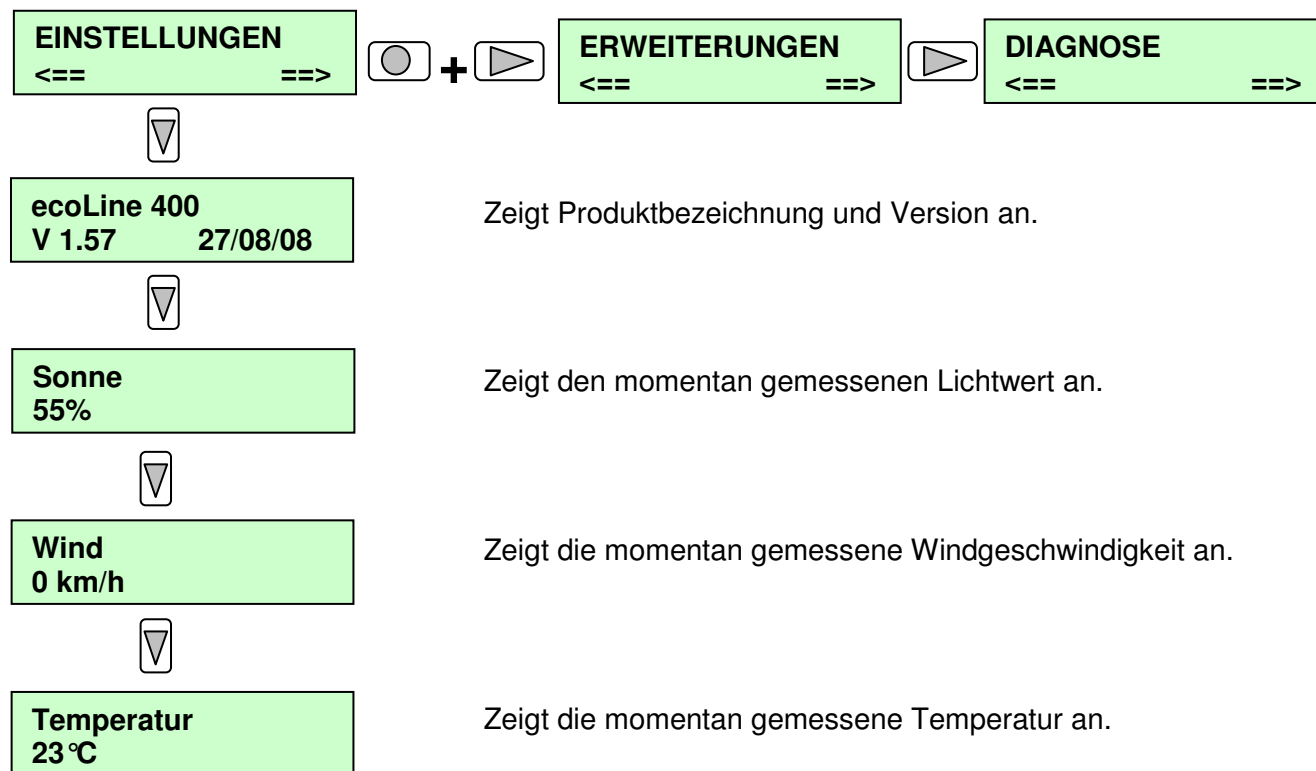 EINSTELLUNGEN
<== ==>
+
ERWEITERUNGEN
<== ==>
DIAGNOSE
<== ==>
ecoLine 400
V 1.57 27/08/08
Zeigt Produktbezeichnung und Version an.
Sonne
55%
Zeigt den momentan gemessenen Lichtwert an.
Wind
0 km/h
Zeigt die momentan gemessene Windgeschwindigkeit an.
Temperatur
23°C
Zeigt die momentan gemessene Temperatur an.